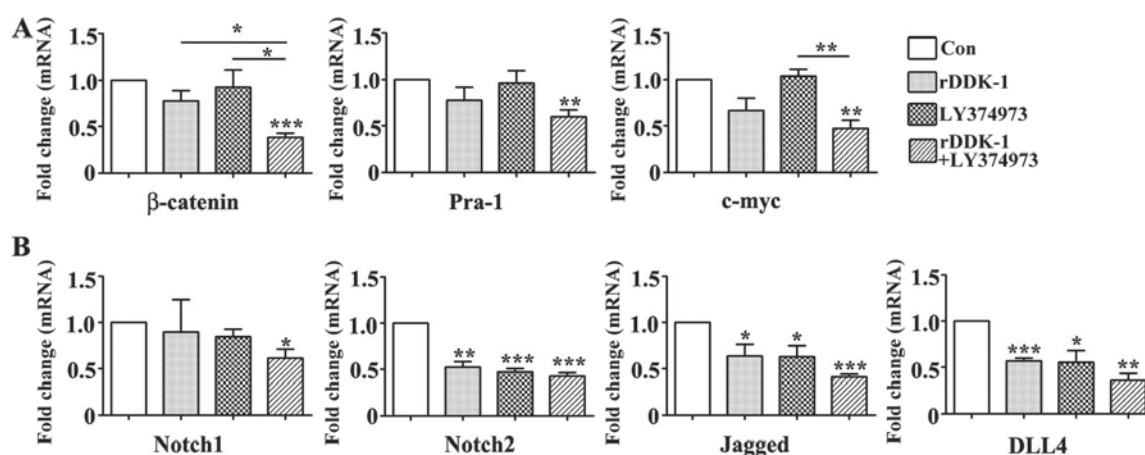 A
Fold change (mRNA)
1.5
1.0
0.5
0
*
*
***
β-catenin
Fold change (mRNA)
1.5
1.0
0.5
0
**
Pra-1
Fold change (mRNA)
1.5
1.0
0.5
0
**
**
c-myc
Con
rDDK-1
LY374973
rDDK-1
+LY374973
B
Fold change (mRNA)
1.5
1.0
0.5
0
*
Notch1
Fold change (mRNA)
1.5
1.0
0.5
0
** *** ***
Notch2
Fold change (mRNA)
1.5
1.0
0.5
0
* * ***
Jagged
Fold change (mRNA)
1.5
1.0
0.5
0
*** * **
DLL4